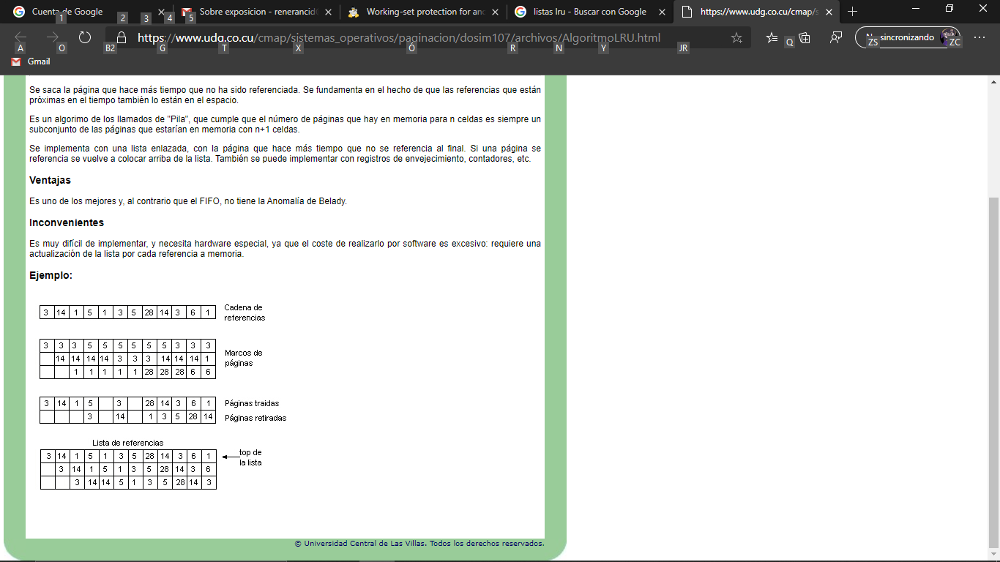 Cuenta de Google
Sobre exposicion - renerancid
Working-set protection for an
listas lru - Buscar con Google
https://www.udg.co.cu/cmap/s
1 2 3 4 5
https://www.udg.co.cu/cmap/sistemas_operativos/paginacion/dosim107/archivos/AlgoritmoLRU.html
sincronizando
A O B2 G T X Ó R N Y JR Q ZS ZC
Gmail
Se saca la página que hace más tiempo que no ha sido referenciada. Se fundamenta en el hecho de que las referencias que están
próximas en el tiempo también lo están en el espacio.
Es un algorimo de los llamados de "Pila", que cumple que el número de páginas que hay en memoria para n celdas es siempre un
subconjunto de las páginas que estarían en memoria con n+1 celdas.
Se implementa con una lista enlazada, con la página que hace más tiempo que no se referencia al final. Si una página se
referencia se vuelve a colocar arriba de la lista. También se puede implementar con registros de envejecimiento, contadores, etc.
Ventajas
Es uno de los mejores y, al contrario que el FIFO, no tiene la Anomalía de Belady.
Inconvenientes
Es muy difícil de implementar, y necesita hardware especial, ya que el coste de realizarlo por software es excesivo: requiere una
actualización de la lista por cada referencia a memoria.
Ejemplo:
3 14 1 5 1 3 5 28 14 3 6 1
Cadena de
referencias
3 3 3 5 5 5 5 5 5 3 3 3
14 14 14 14 3 3 3 14 14 14 1
1 1 1 1 1 28 28 28 6 6
Marcos de
páginas
3 14 1 5 3 28 14 3 6 1
Páginas traidas
3 14 1 3 5 28 14
Páginas retiradas
Lista de referencias
3 14 1 5 1 3 5 28 14 3 6 1
3 14 1 5 1 3 5 28 14 3 6
3 14 14 5 1 3 5 28 14 3
top de
la lista
© Universidad Central de Las Villas. Todos los derechos reservados.